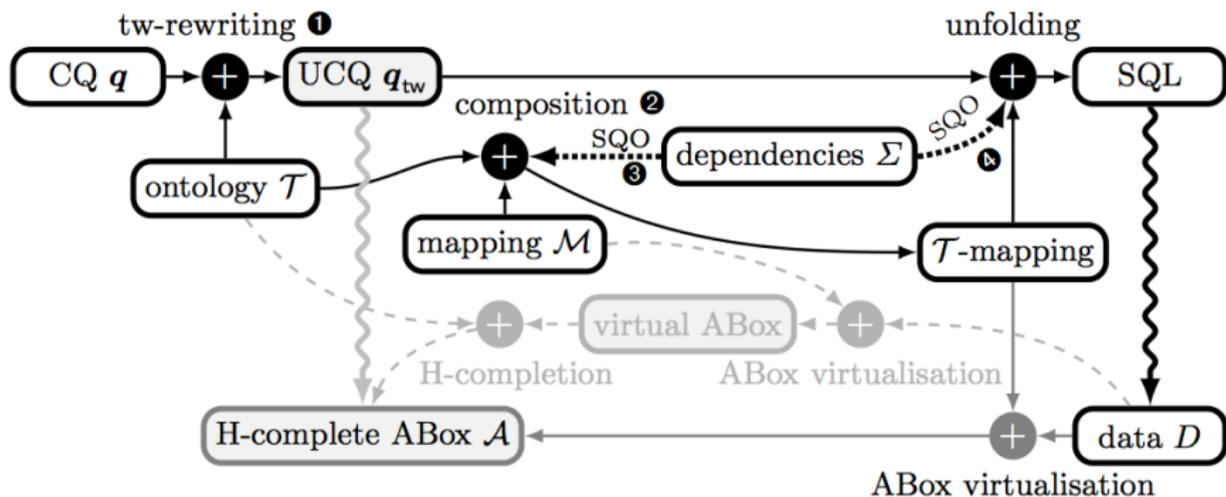 tw-rewriting ❶
unfolding
CQ q
+
UCQ q_tw
+
SQL
composition ❷
SQO
SQO
+
dependencies Σ
❸
❹
ontology 𝒯
mapping ℳ
𝒯-mapping
+
virtual ABox
+
H-completion
ABox virtualisation
H-complete ABox 𝒜
+
data D
ABox virtualisation